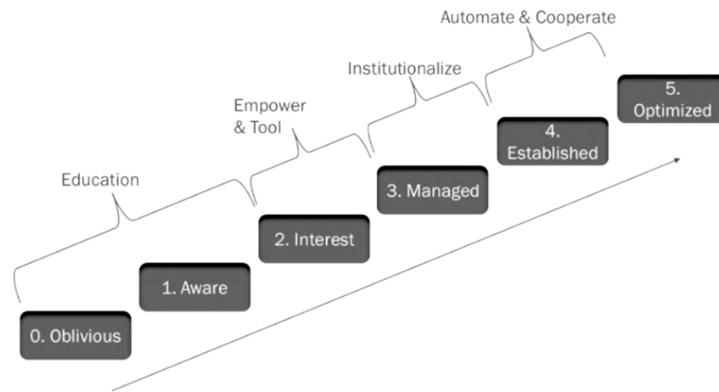 Automate & Cooperate
Institutionalize
Empower
& Tool
Education
5.
Optimized
4.
Established
3. Managed
2. Interest
1. Aware
0. Oblivious